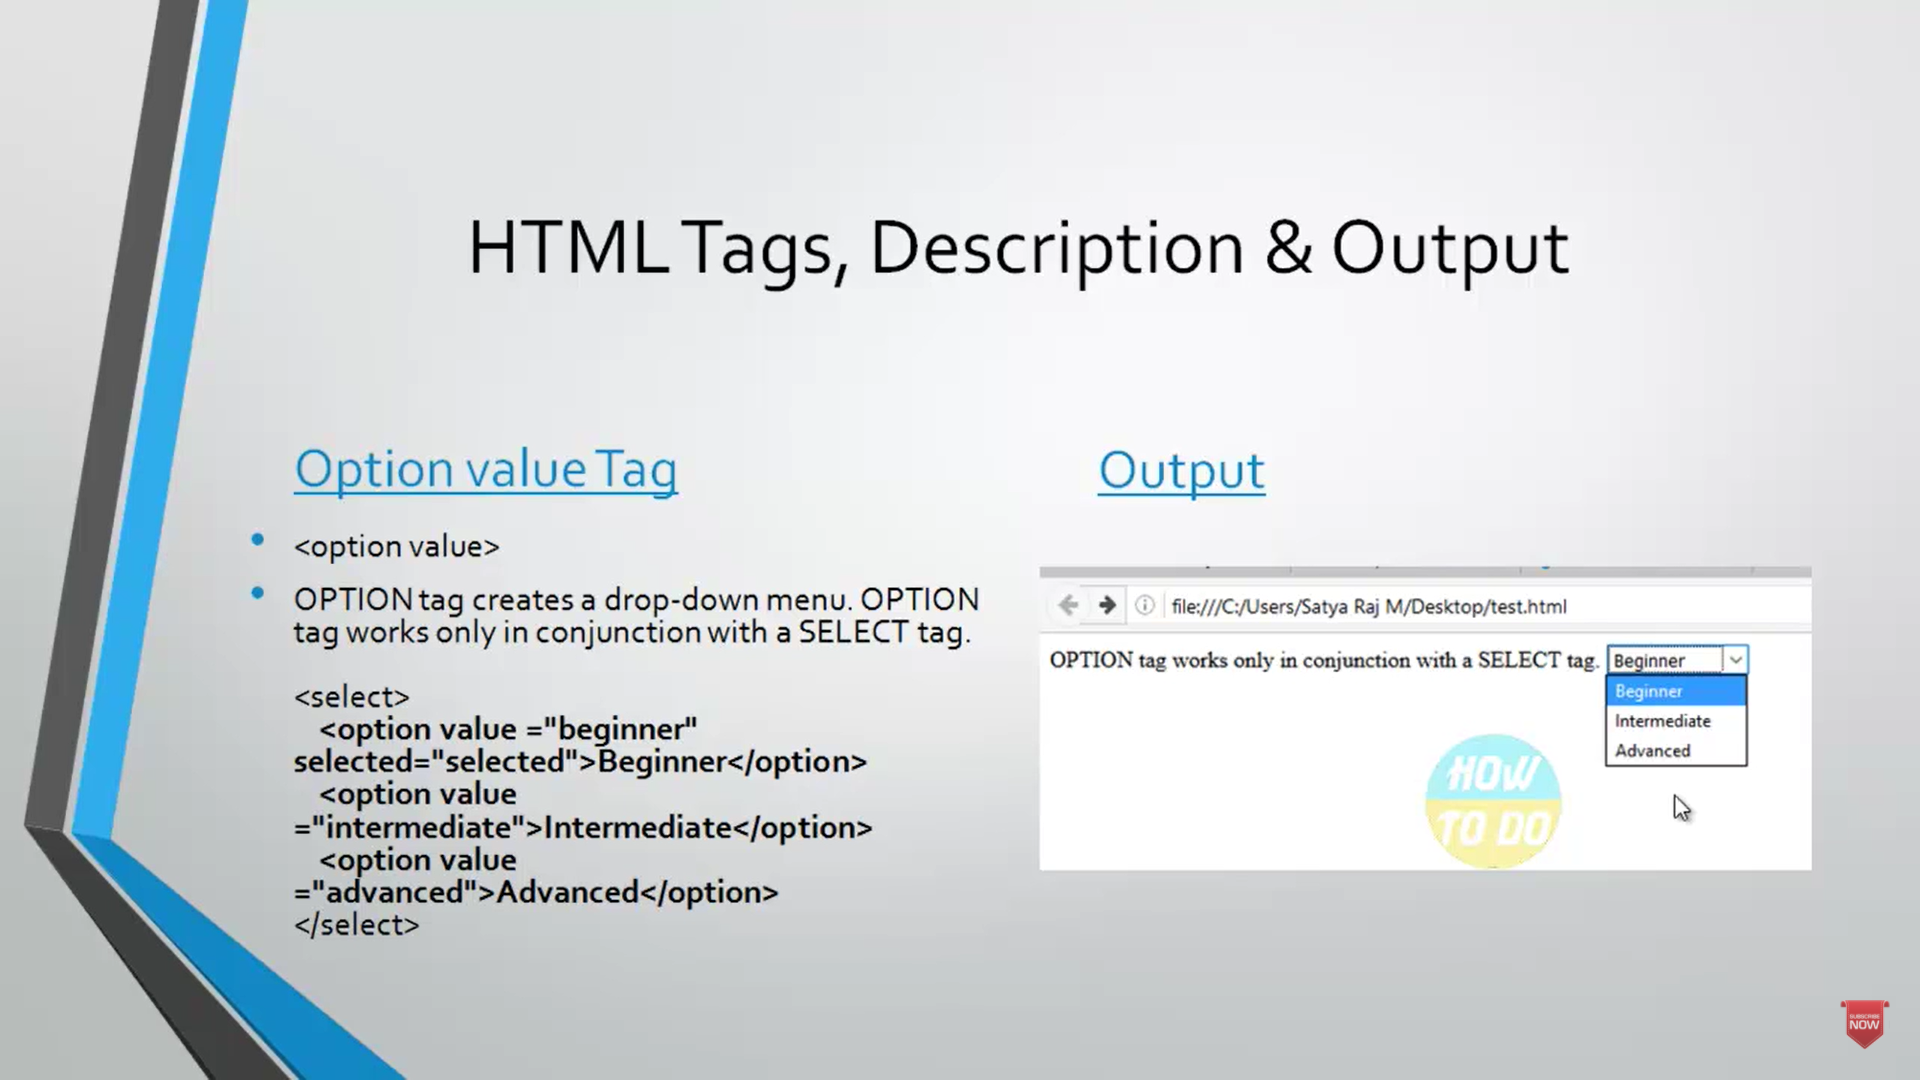 HTML Tags, Description & Output
Option value Tag
<option value>
OPTION tag creates a drop-down menu. OPTION
tag works only in conjunction with a SELECT tag.
<select>
<option value ="beginner"
selected="selected">Beginner</option>
<option value
="intermediate">Intermediate</option>
<option value
="advanced">Advanced</option>
</select>
Output
file:///C:/Users/Satya Raj M/Desktop/test.html
OPTION tag works only in conjunction with a SELECT tag. Beginner
Beginner
Intermediate
Advanced
HOW
TO DO
SUBSCRIBE
NOW